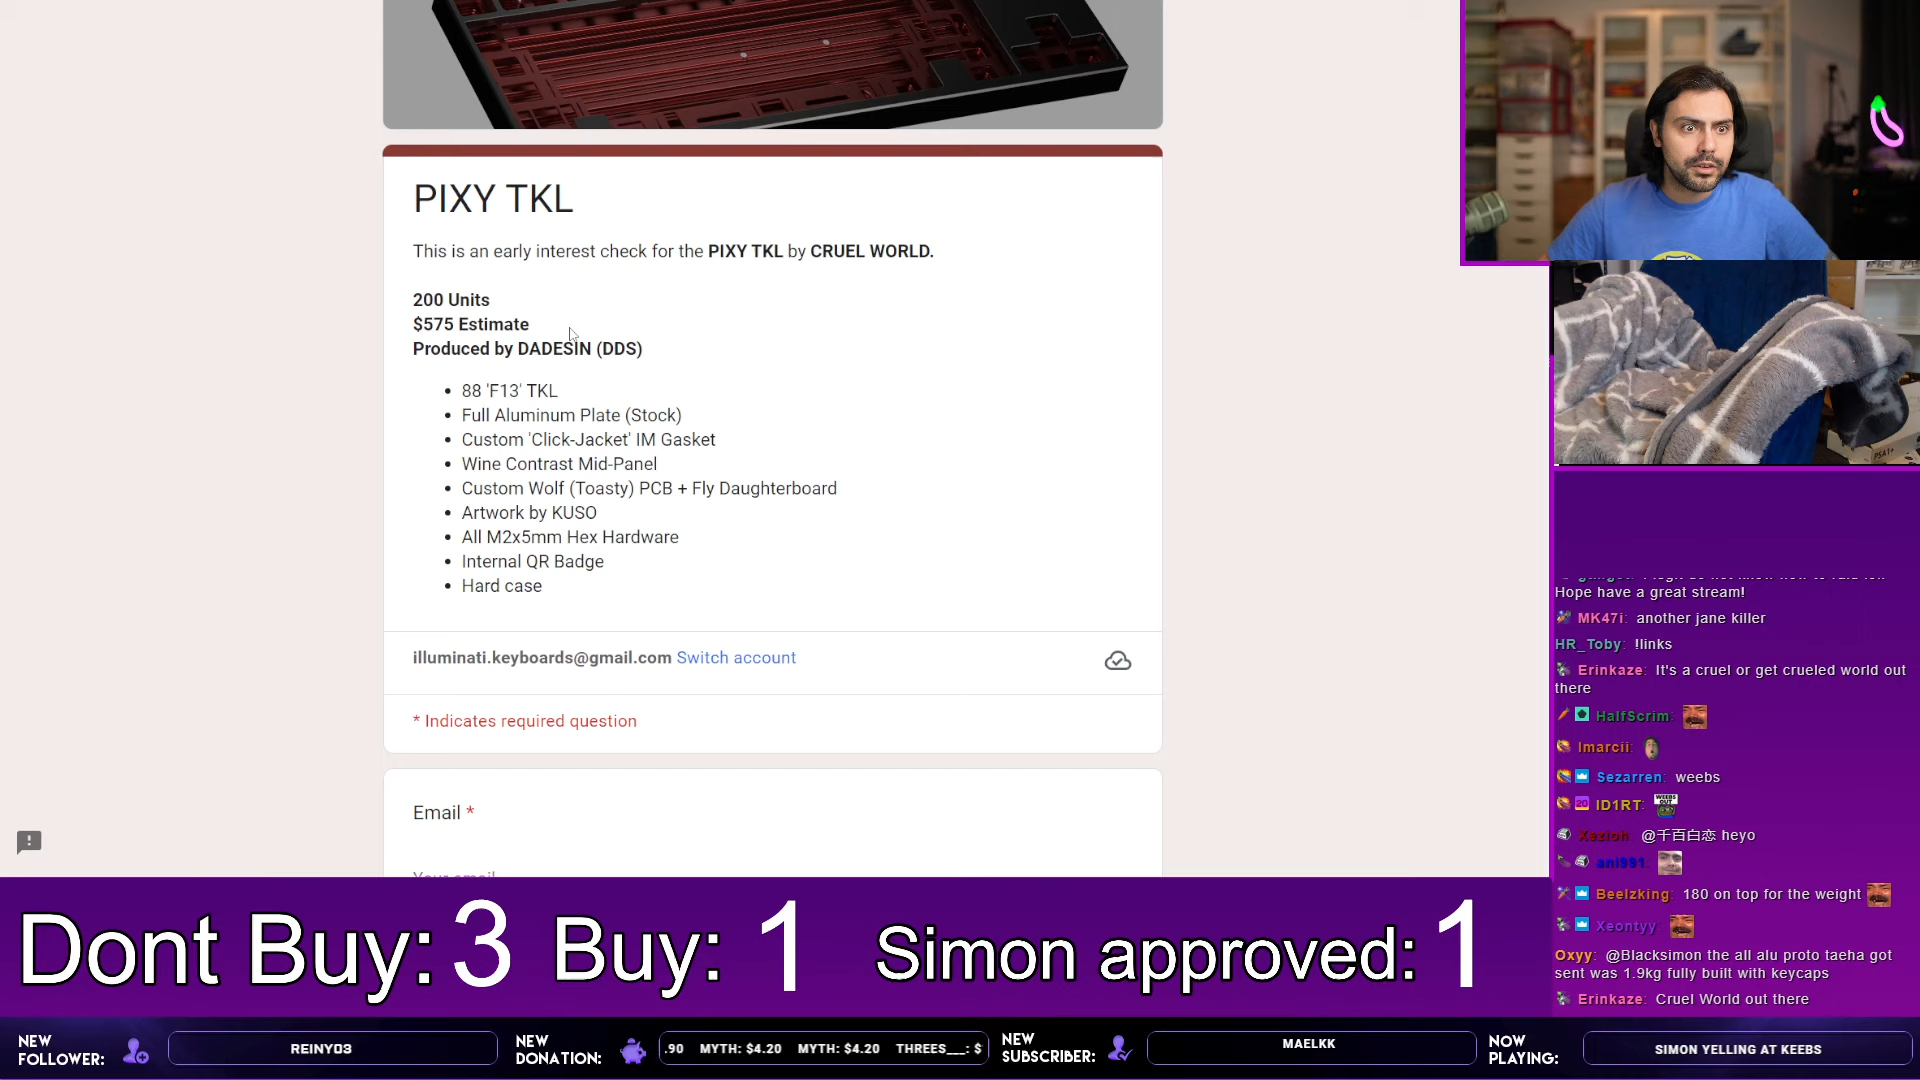 PIXY TKL
This is an early interest check for the PIXY TKL by CRUEL WORLD.
200 Units
$575 Estimate
Produced by DADESIN (DDS)
• 88 'F13' TKL
• Full Aluminum Plate (Stock)
• Custom 'Click-Jacket' IM Gasket
• Wine Contrast Mid-Panel
• Custom Wolf (Toasty) PCB + Fly Daughterboard
• Artwork by KUSO
• All M2x5mm Hex Hardware
• Internal QR Badge
• Hard case
illuminati.keyboards@gmail.com Switch account
* Indicates required question
Email *
Your email
Hope have a great stream!
MK47i: another jane killer
HR_Toby: !links
Erinkaze: It's a cruel or get crueled world out
there
HalfScrim:
Imarcii:
Sezarren: weebs
ID1RT: WEEBS OUT
Xezioh @千百白恋 heyo
ani991:
Beelzking: 180 on top for the weight
Xeontyy
Oxyy: @Blacksimon the all alu proto taeha got
sent was 1.9kg fully built with keycaps
Erinkaze: Cruel World out there
Dont Buy: 3 Buy: 1 Simon approved: 1
NEW FOLLOWER: REINY03
NEW DONATION: .90 MYTH: $4.20 MYTH: $4.20 THREES___: $
NEW SUBSCRIBER: MAELKK
NOW PLAYING: SIMON YELLING AT KEEBS